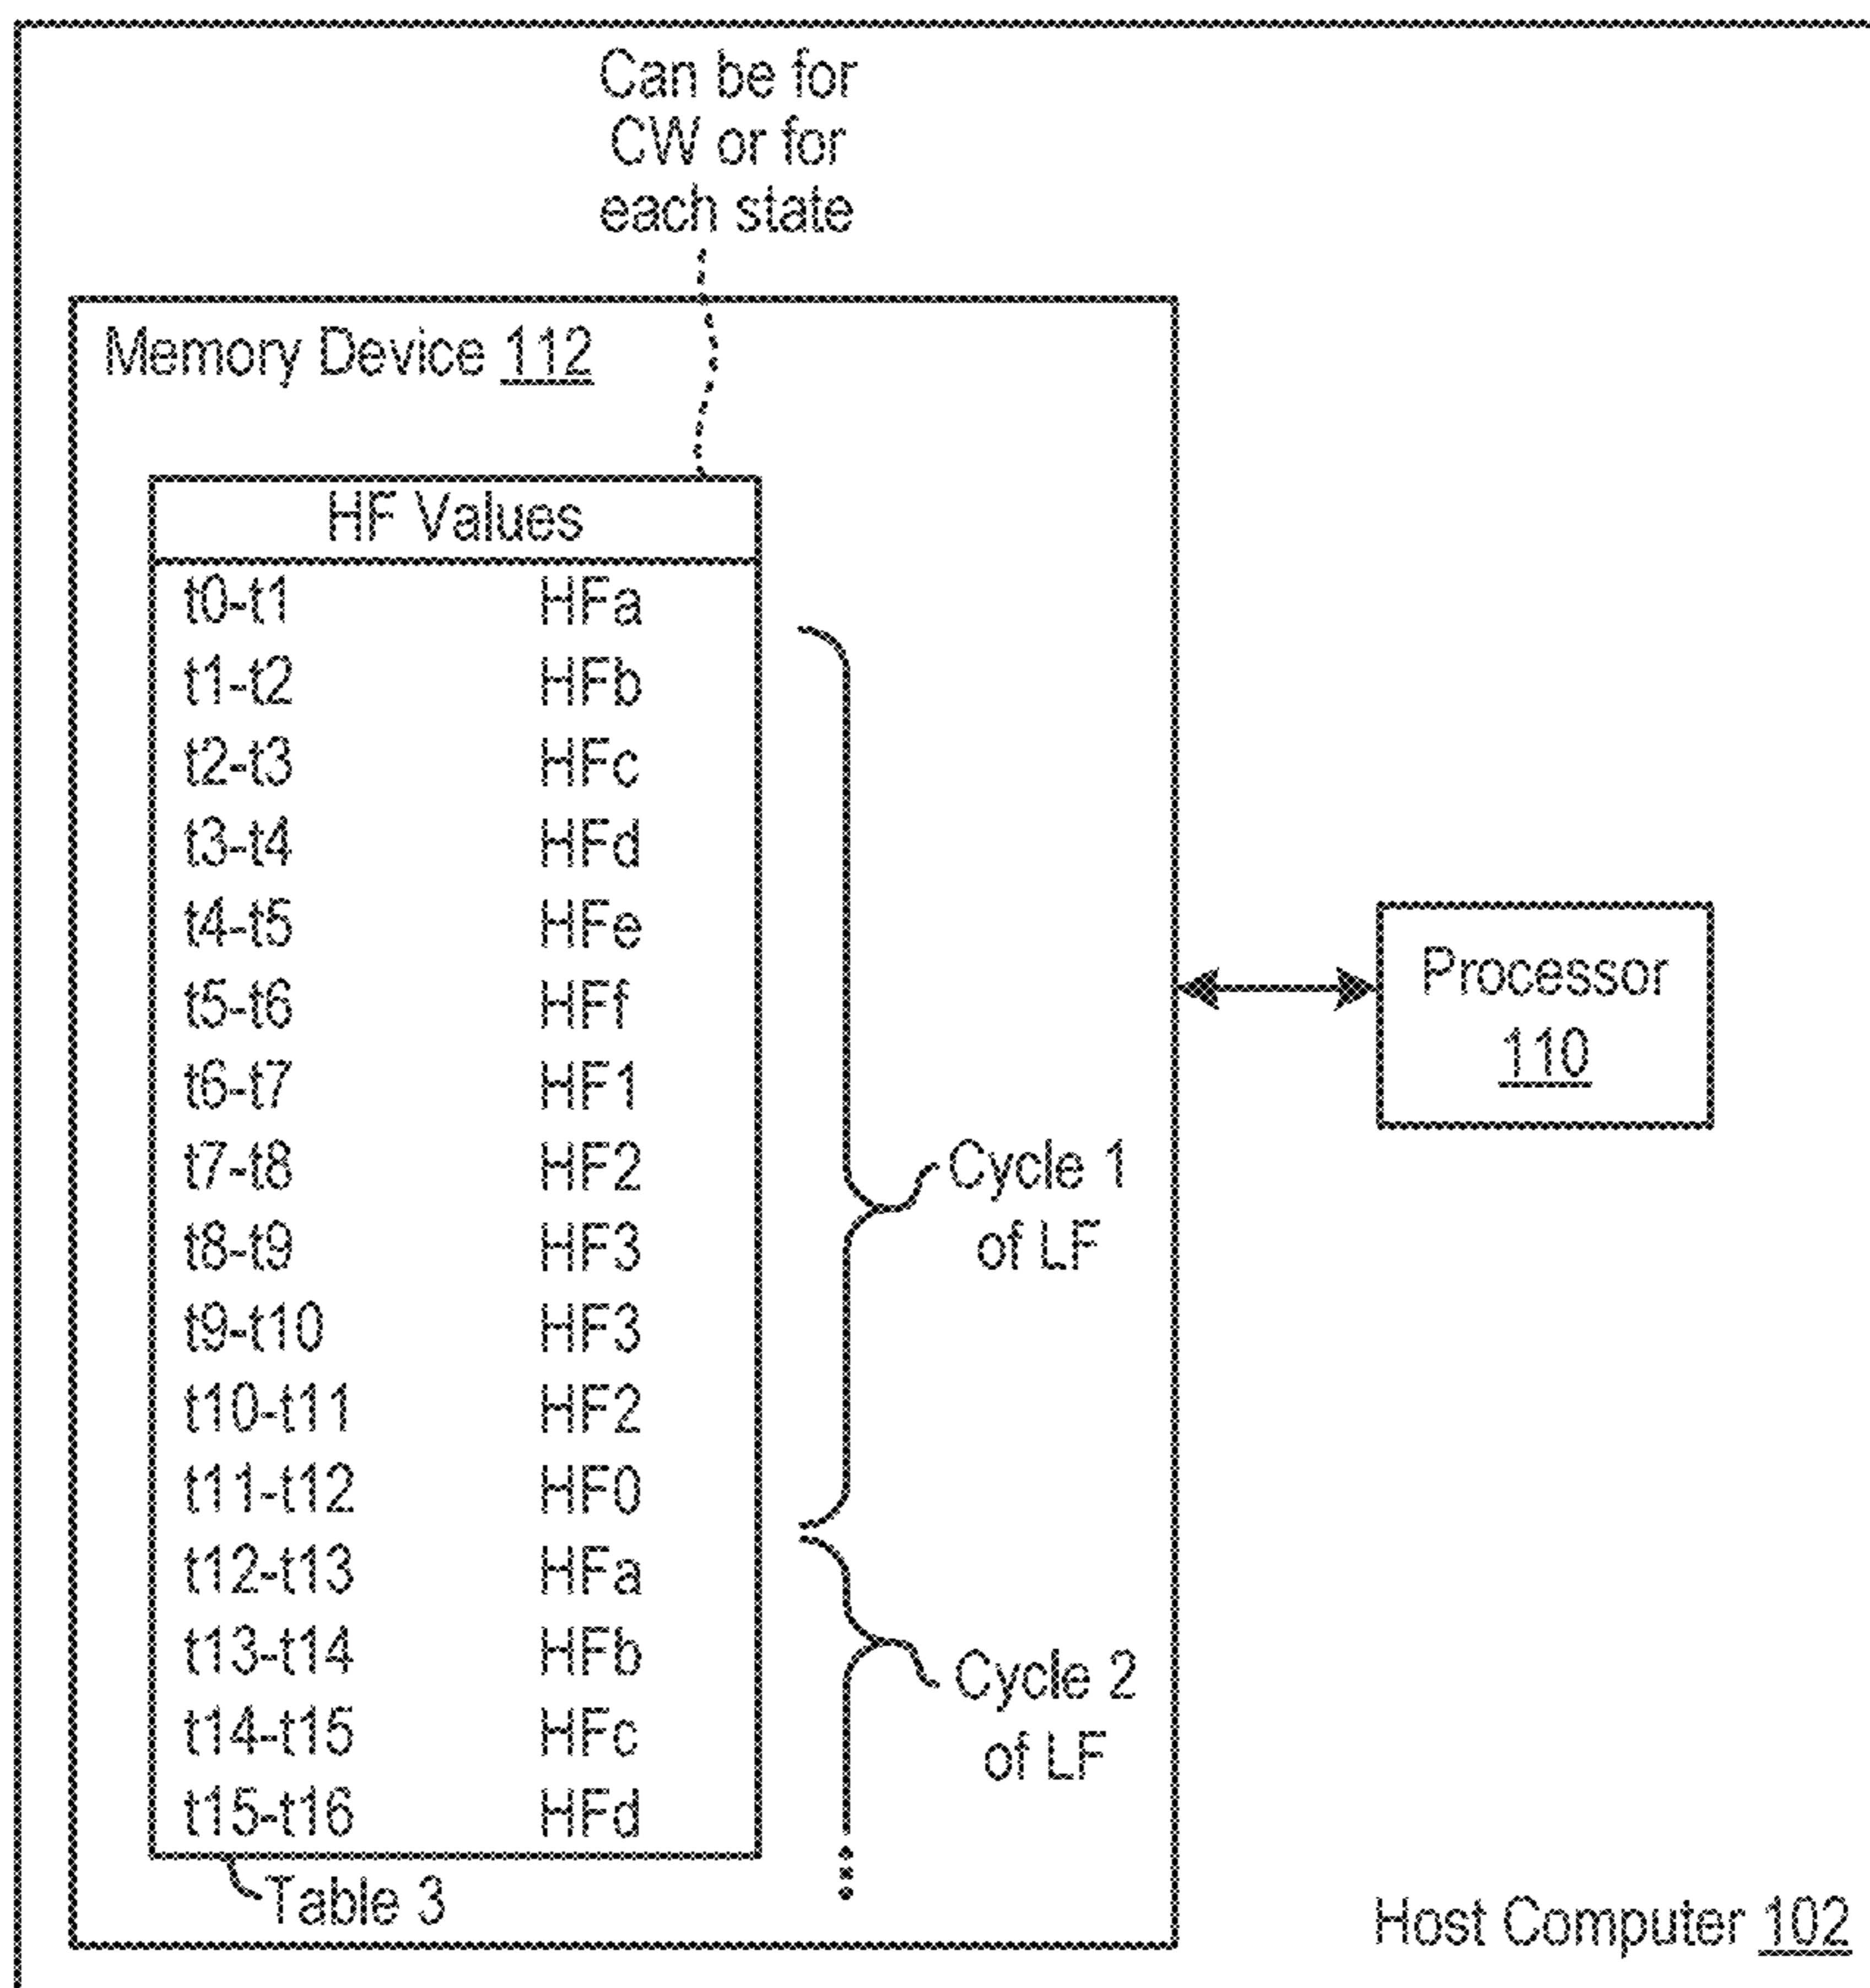 Can be for
CW or for
each state
Memory Device 112
HF Values
t0-t1 HFa
t1-t2 HFb
t2-t3 HFc
t3-t4 HFd
t4-t5 HFe
t5-t6 HFf
t6-t7 HF1
t7-t8 HF2
t8-t9 HF3
t9-t10 HF3
t10-t11 HF2
t11-t12 HF0
t12-t13 HFa
t13-t14 HFb
t14-t15 HFc
t15-t16 HFd
Cycle 1
of LF
Cycle 2
of LF
Table 3
Processor
110
Host Computer 102